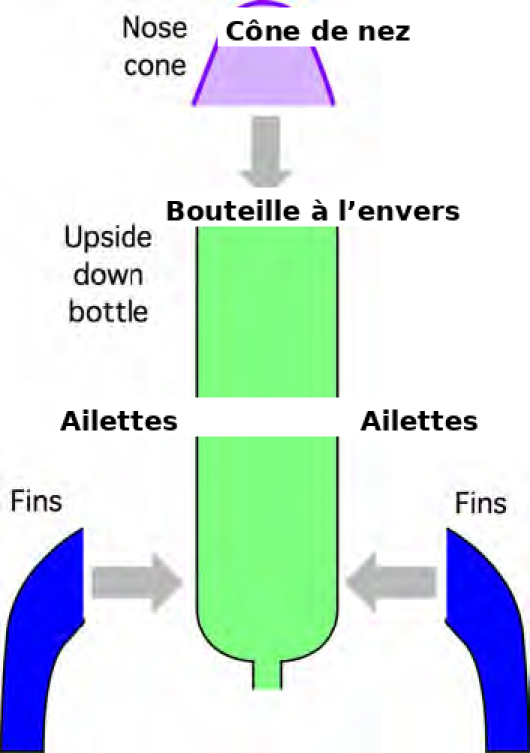 Nose
cone
Cône de nez
Bouteille à l’envers
Upside
down
bottle
Ailettes
Ailettes
Fins
Fins